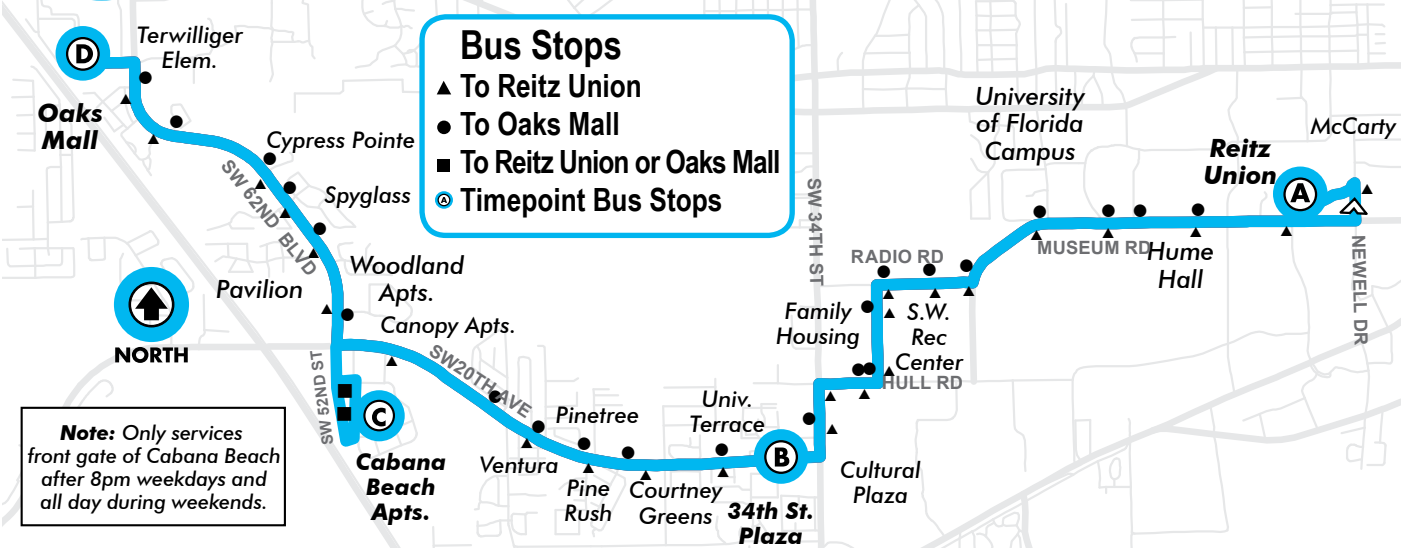 D
Terwilliger
Elem.
Oaks
Mall
Bus Stops
To Reitz Union
To Oaks Mall
To Reitz Union or Oaks Mall
A Timepoint Bus Stops
Cypress Pointe
Spyglass
SW 62ND BLVD
Pavilion
Woodland
Apts.
Canopy Apts.
NORTH
SW 52ND ST
SW20TH AVE
C
Cabana
Beach
Apts.
Note: Only services
front gate of Cabana Beach
after 8pm weekdays and
all day during weekends.
Ventura
Pinetree
Pine
Rush
Courtney
Greens
Univ.
Terrace
B
34th St.
Plaza
Cultural
Plaza
SW 34TH ST
Family
Housing
RADIO RD
S.W.
Rec
Center
HULL RD
University
of Florida
Campus
MUSEUM RD
Hume
Hall
Reitz
Union
A
McCarty
NEWELL DR